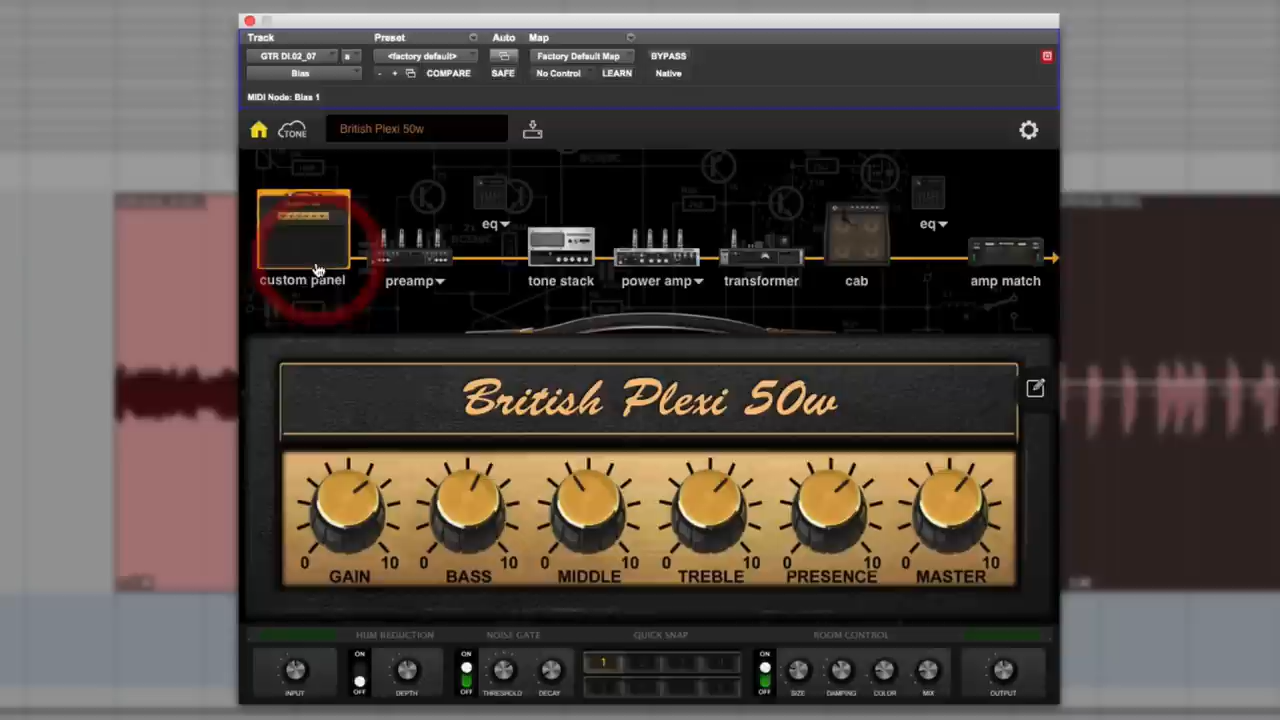 Track Preset Auto Map
GTR DI.02_07 a <factory default> Factory Default Map BYPASS
Bias - + COMPARE SAFE No Control LEARN Native
MIDI Node: Bias 1
TONE British Plexi 50w
eq eq
custom panel preamp tone stack power amp transformer cab amp match
British Plexi 50w
0 10 0 10 0 10 0 10 0 10 0 10
GAIN BASS MIDDLE TREBLE PRESENCE MASTER
HUM REDUCTION NOISE GATE QUICK SNAP ROOM CONTROL
ON ON 1 ON
INPUT OFF DEPTH OFF THRESHOLD DECAY OFF SIZE DAMPING COLOR MIX OUTPUT